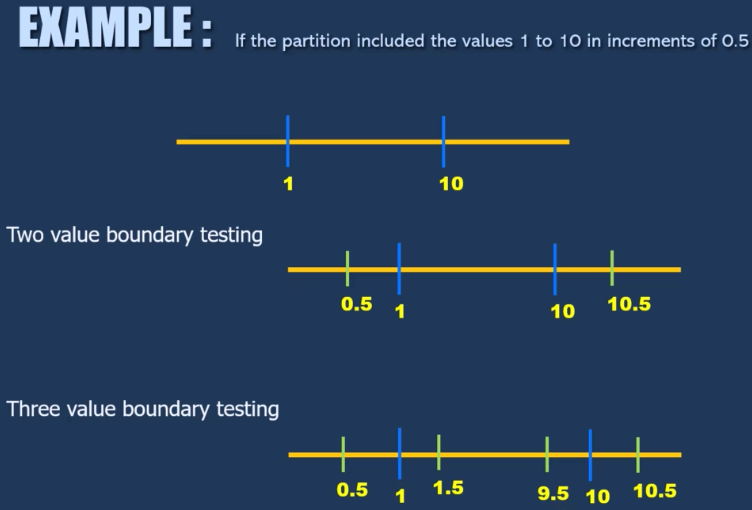 EXAMPLE : If the partition included the values 1 to 10 in increments of 0.5
1 10
Two value boundary testing
0.5 1 10 10.5
Three value boundary testing
0.5 1 1.5 9.5 10 10.5